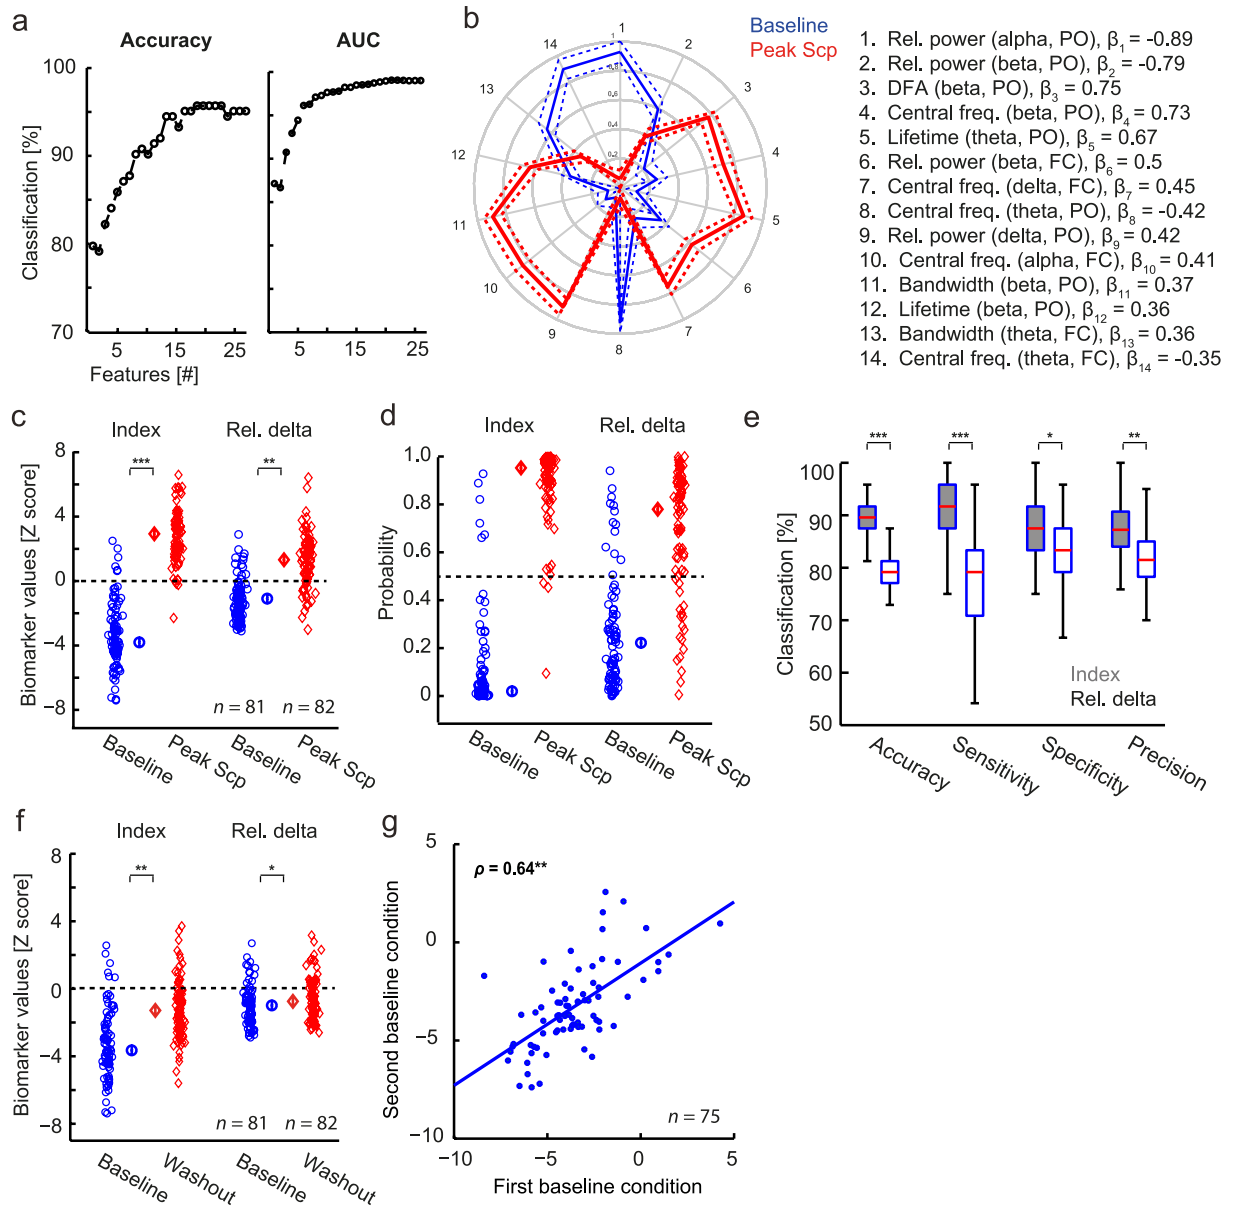 a
Accuracy
AUC
Classification [%]
100
90
80
70
5
15
25
5
15
25
Features [#]
b
Baseline
Peak Scp
1
2
3
4
5
6
7
8
9
10
11
12
13
14
1
0.8
0.6
0.4
0.2
1. Rel. power (alpha, PO), β1 = -0.89
2. Rel. power (beta, PO), β2 = -0.79
3. DFA (beta, PO), β3 = 0.75
4. Central freq. (beta, PO), β4 = 0.73
5. Lifetime (theta, PO), β5 = 0.67
6. Rel. power (beta, FC), β6 = 0.5
7. Central freq. (delta, FC), β7 = 0.45
8. Central freq. (theta, PO), β8 = -0.42
9. Rel. power (delta, PO), β9 = 0.42
10. Central freq. (alpha, FC), β10 = 0.41
11. Bandwidth (beta, PO), β11 = 0.37
12. Lifetime (beta, PO), β12 = 0.36
13. Bandwidth (theta, FC), β13 = 0.36
14. Central freq. (theta, FC), β14 = -0.35
c
Index
Rel. delta
***
**
Biomarker values [Z score]
8
4
0
−4
−8
n = 81
n = 82
Baseline
Peak Scp
Baseline
Peak Scp
d
Index
Rel. delta
Probability
1.0
0.8
0.6
0.4
0.2
0
Baseline
Peak Scp
Baseline
Peak Scp
e
***
***
*
**
Classification [%]
100
90
80
70
60
50
Index
Rel. delta
Accuracy
Sensitivity
Specificity
Precision
f
Index
Rel. delta
**
*
Biomarker values [Z score]
8
4
0
−4
−8
n = 81
n = 82
Baseline
Washout
Baseline
Washout
g
ρ = 0.64**
Second baseline condition
5
0
−5
−10
n = 75
−10
−5
0
5
First baseline condition